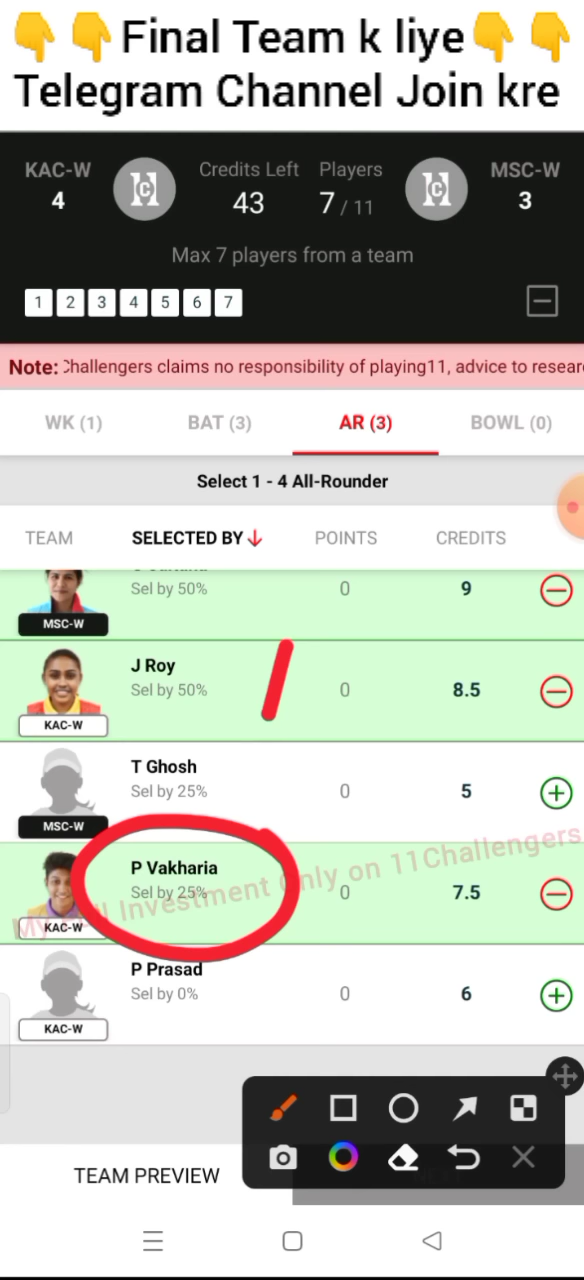 👇👇Final Team k liye👇👇
Telegram Channel Join kre
KAC-W Credits Left Players MSC-W
4 43 7 / 11 3
Max 7 players from a team
1 2 3 4 5 6 7
Note: Challengers claims no responsibility of playing11, advice to resear
WK (1) BAT (3) AR (3) BOWL (0)
Select 1 - 4 All-Rounder
TEAM SELECTED BY POINTS CREDITS
Sel by 50% 0 9
MSC-W
J Roy
Sel by 50% 0 8.5
KAC-W
T Ghosh
Sel by 25% 0 5
MSC-W
P Vakharia
Sel by 25% 0 7.5
KAC-W
My Investment Only on 11Challengers
P Prasad
Sel by 0% 0 6
KAC-W
TEAM PREVIEW